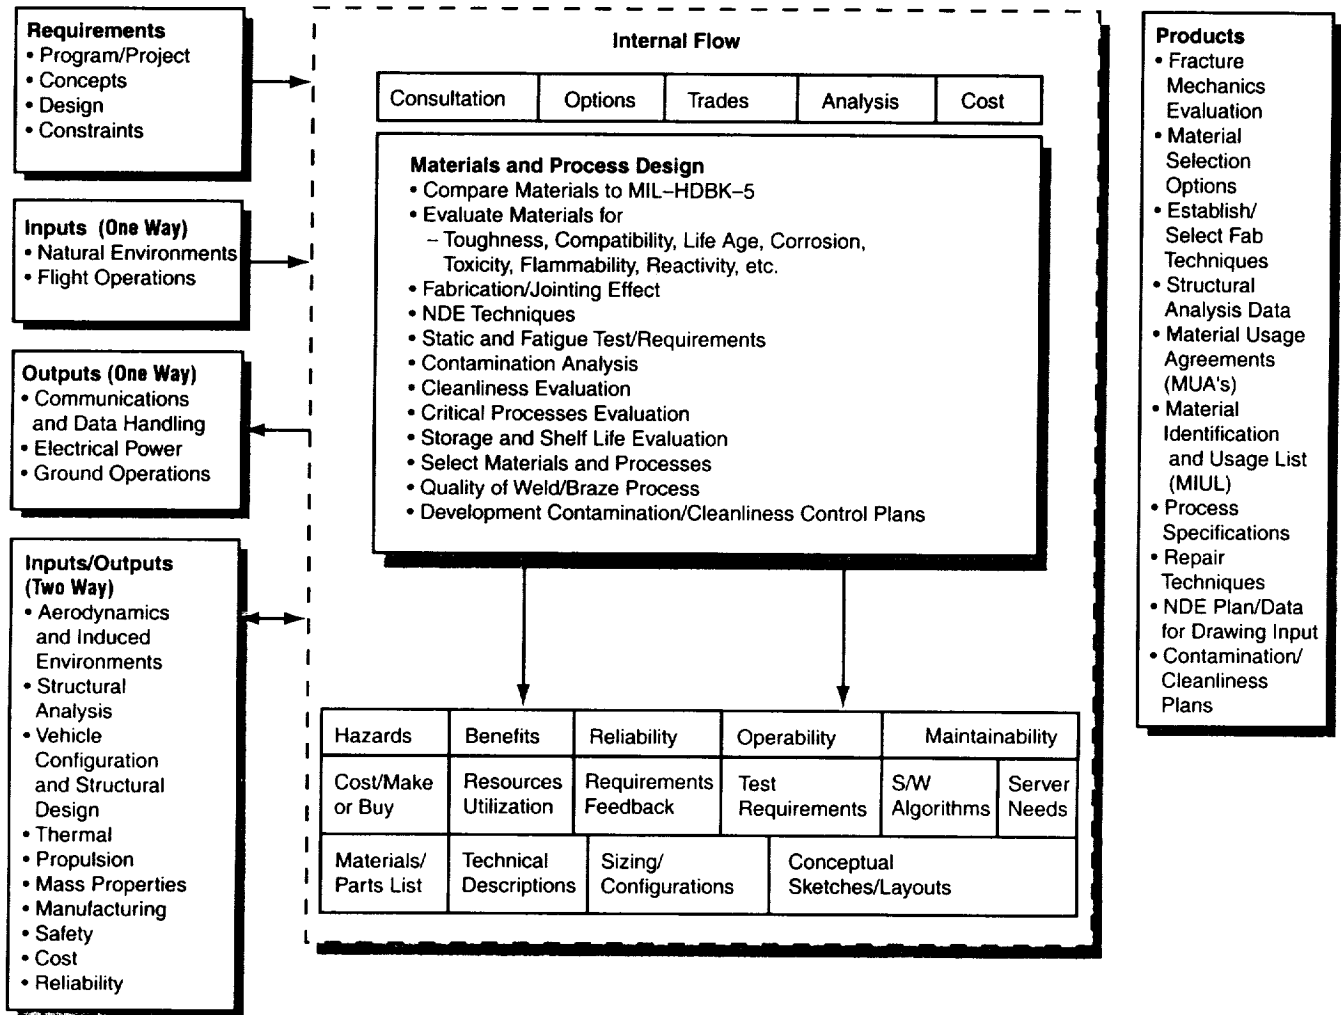 Requirements
• Program/Project
• Concepts
• Design
• Constraints
Inputs (One Way)
• Natural Environments
• Flight Operations
Outputs (One Way)
• Communications
and Data Handling
• Electrical Power
• Ground Operations
Inputs/Outputs
(Two Way)
• Aerodynamics
and Induced
Environments
• Structural
Analysis
• Vehicle
Configuration
and Structural
Design
• Thermal
• Propulsion
• Mass Properties
• Manufacturing
• Safety
• Cost
• Reliability
Internal Flow
Consultation Options Trades Analysis Cost
Materials and Process Design
• Compare Materials to MIL–HDBK–5
• Evaluate Materials for
– Toughness, Compatibility, Life Age, Corrosion,
Toxicity, Flammability, Reactivity, etc.
• Fabrication/Jointing Effect
• NDE Techniques
• Static and Fatigue Test/Requirements
• Contamination Analysis
• Cleanliness Evaluation
• Critical Processes Evaluation
• Storage and Shelf Life Evaluation
• Select Materials and Processes
• Quality of Weld/Braze Process
• Development Contamination/Cleanliness Control Plans
Hazards Benefits Reliability Operability Maintainability
Cost/Make Resources Requirements Test S/W Server
or Buy Utilization Feedback Requirements Algorithms Needs
Materials/ Technical Sizing/ Conceptual
Parts List Descriptions Configurations Sketches/Layouts
Products
• Fracture
Mechanics
Evaluation
• Material
Selection
Options
• Establish/
Select Fab
Techniques
• Structural
Analysis Data
• Material Usage
Agreements
(MUA's)
• Material
Identification
and Usage List
(MIUL)
• Process
Specifications
• Repair
Techniques
• NDE Plan/Data
for Drawing Input
• Contamination/
Cleanliness
Plans